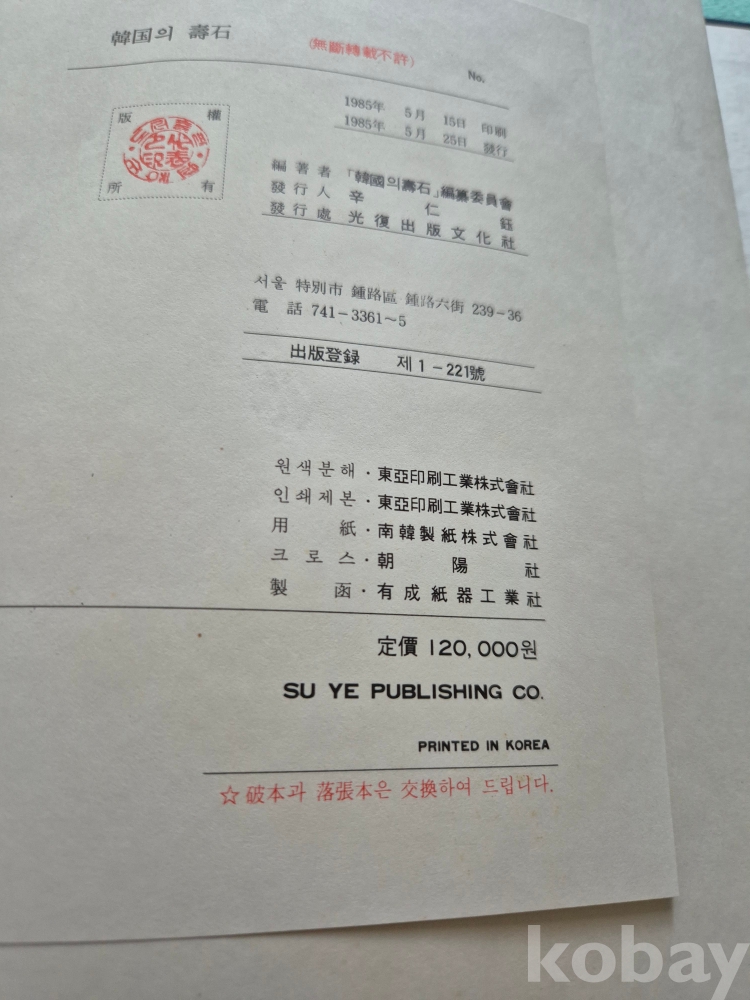 韓国의 壽石
(無斷轉載不許)
No.
版 權
所 有
1985年 5月 15日 印刷
1985年 5月 25日 發行
編著者 「韓國의壽石」編纂委員會
發行人 辛仁鈺
發行處 光復出版文化社
서울 特別市 鍾路區 鍾路六街 239-36
電話 741-3361~5
出版登録 제1-221號
원색분해·東亞印刷工業株式會社
인쇄제본·東亞印刷工業株式會社
用紙·南韓製紙株式會社
크로스·朝陽社
製函·有成紙器工業社
定價 120,000원
SU YE PUBLISHING CO.
PRINTED IN KOREA
☆破本과 落張本은 交換하여 드립니다.
kobay